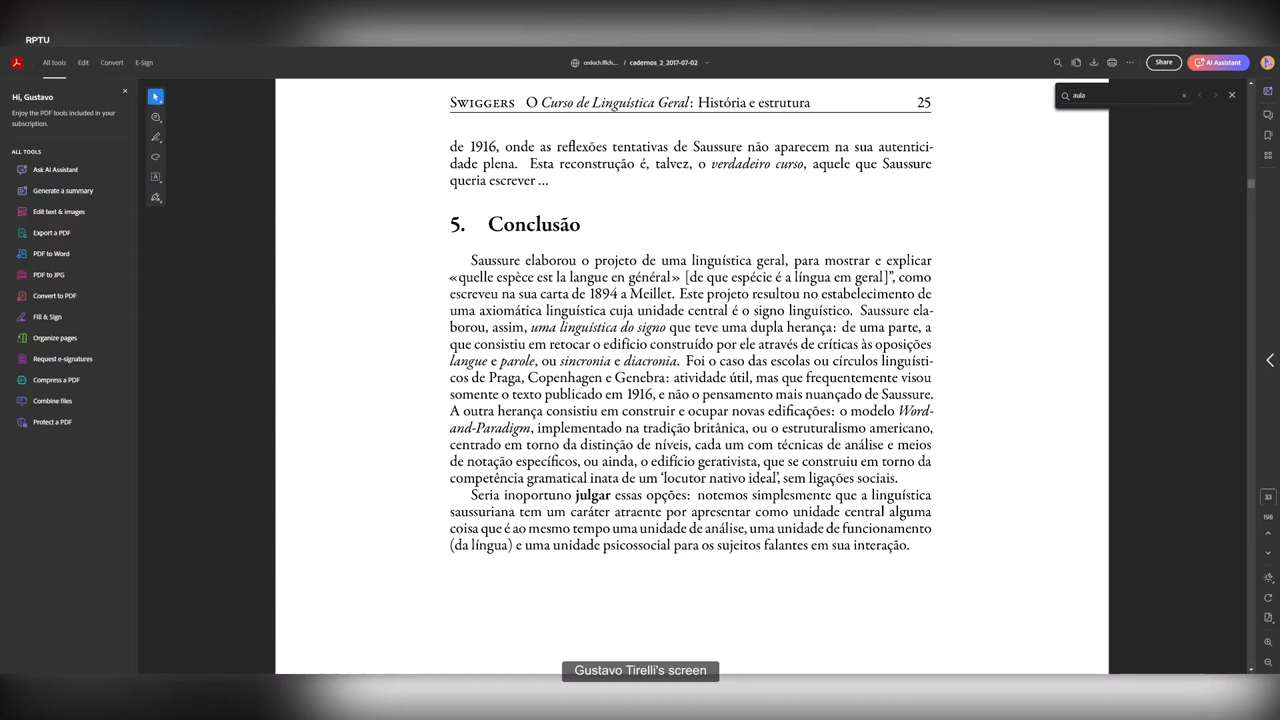 RPTU
All tools
Edit
Convert
E-Sign
cadernos_2_2017-07-02
Share
AI Assistant
Hi, Gustavo
Enjoy the PDF tools included in your
subscription.
ALL TOOLS
Ask AI Assistant
Generate a summary
Edit text & images
Export a PDF
PDF to Word
PDF to JPG
Convert to PDF
Fill & Sign
Organize pages
Request e-signatures
Compress a PDF
Combine files
Protect a PDF
aula
SWIGGERS O Curso de Linguística Geral: História e estrutura 25
de 1916, onde as reflexões tentativas de Saussure não aparecem na sua autentici-
dade plena. Esta reconstrução é, talvez, o verdadeiro curso, aquele que Saussure
queria escrever ...
5. Conclusão
Saussure elaborou o projeto de uma linguística geral, para mostrar e explicar
«quelle espèce est la langue en général» [de que espécie é a língua em geral]”, como
escreveu na sua carta de 1894 a Meillet. Este projeto resultou no estabelecimento de
uma axiomática linguística cuja unidade central é o signo linguístico. Saussure ela-
borou, assim, uma linguística do signo que teve uma dupla herança: de uma parte, a
que consistiu em retocar o edifício construído por ele através de críticas às oposições
langue e parole, ou sincronia e diacronia. Foi o caso das escolas ou círculos linguísti-
cos de Praga, Copenhagen e Genebra: atividade útil, mas que frequentemente visou
somente o texto publicado em 1916, e não o pensamento mais nuançado de Saussure.
A outra herança consistiu em construir e ocupar novas edificações: o modelo Word-
and-Paradigm, implementado na tradição britânica, ou o estruturalismo americano,
centrado em torno da distinção de níveis, cada um com técnicas de análise e meios
de notação específicos, ou ainda, o edifício gerativista, que se construiu em torno da
competência gramatical inata de um ‘locutor nativo ideal’, sem ligações sociais.
Seria inoportuno julgar essas opções: notemos simplesmente que a linguística
saussuriana tem um caráter atraente por apresentar como unidade central alguma
coisa que é ao mesmo tempo uma unidade de análise, uma unidade de funcionamento
(da língua) e uma unidade psicossocial para os sujeitos falantes em sua interação.
33
198
Gustavo Tirelli's screen